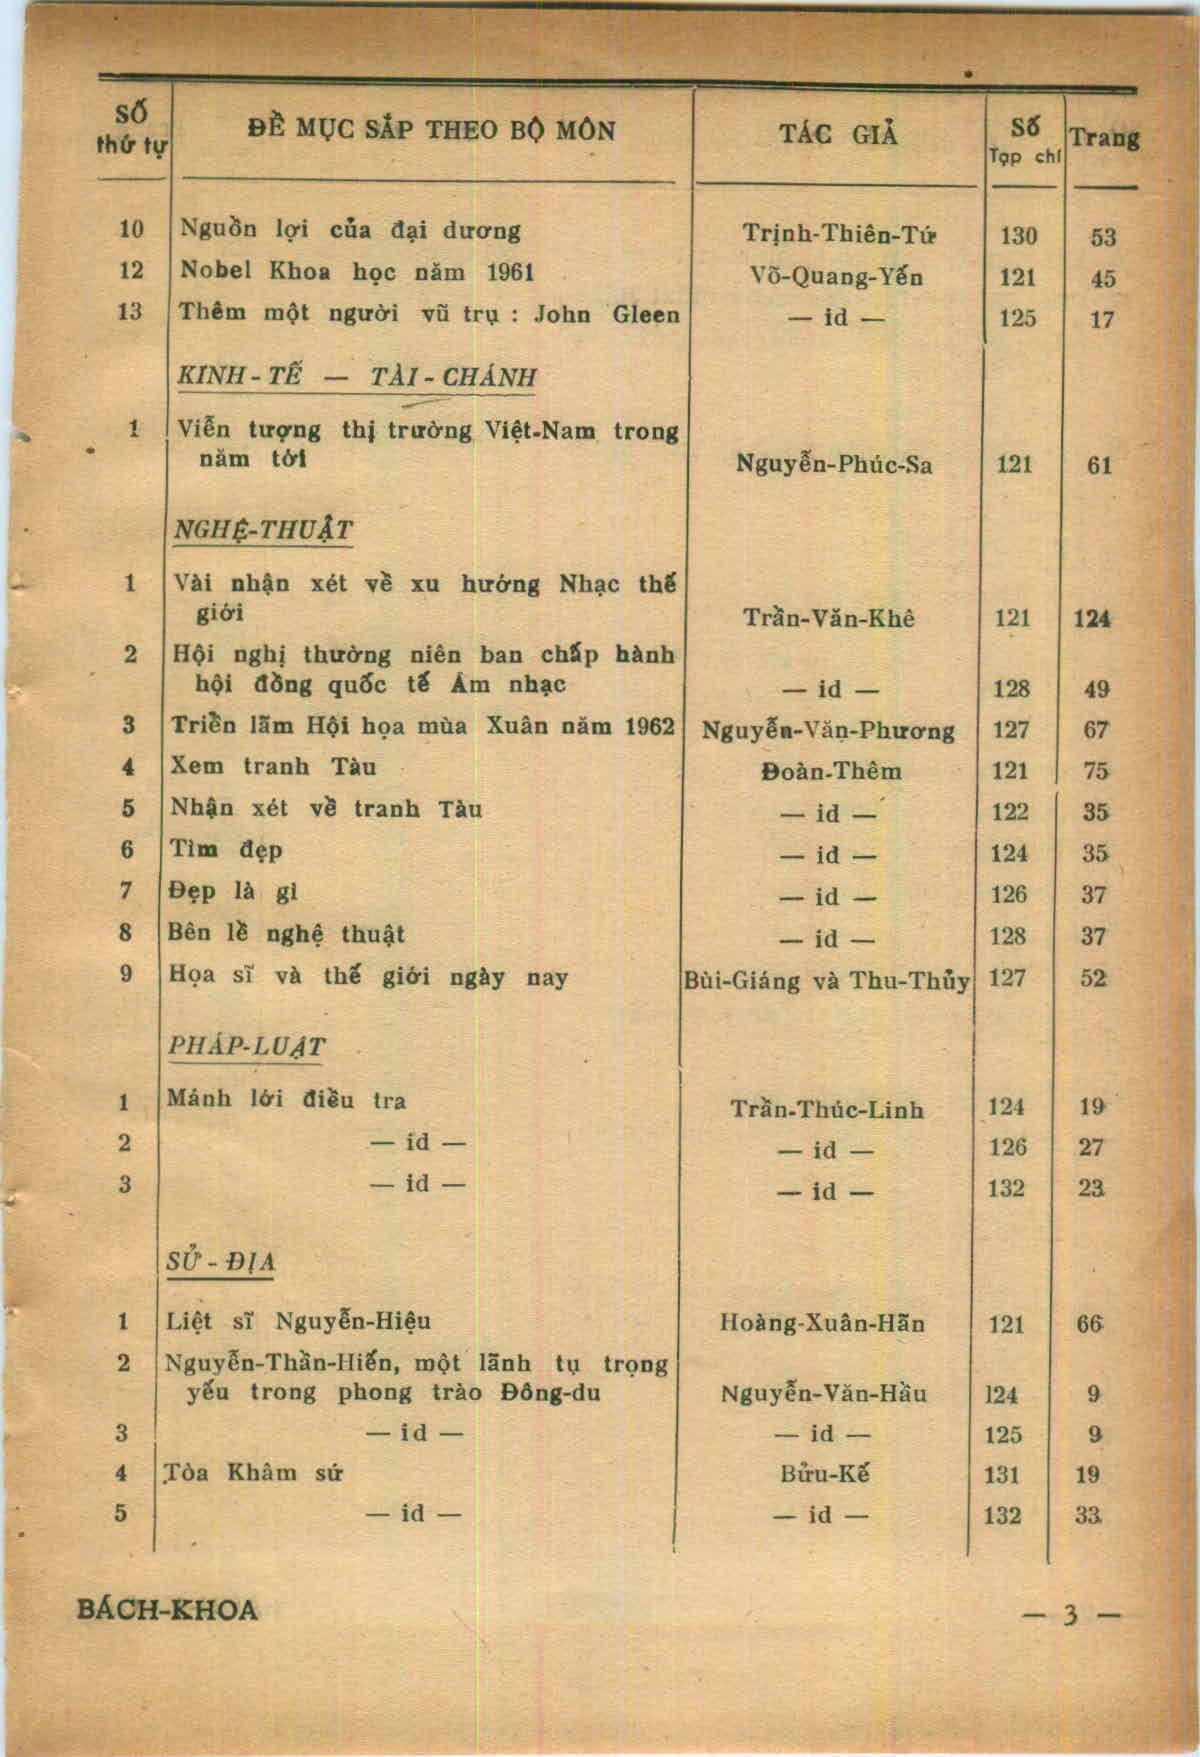 Số thứ tự | ĐỀ MỤC SẮP THEO BỘ MÔN | TÁC GIẢ | Số Tạp chí | Trang
10 Nguồn lợi của đại dương Trịnh-Thiên-Tứ 130 53
12 Nobel Khoa học năm 1961 Võ-Quang-Yến 121 45
13 Thêm một người vũ trụ : John Gleen — id — 125 17
KINH-TẾ — TÀI-CHÁNH
1 Viễn tượng thị trường Việt-Nam trong
năm tới Nguyễn-Phúc-Sa 121 61
NGHỆ-THUẬT
1 Vài nhận xét về xu hướng Nhạc thế
giới Trần-Văn-Khê 121 124
2 Hội nghị thường niên ban chấp hành
hội đồng quốc tế Âm nhạc — id — 128 49
3 Triển lãm Hội họa mùa Xuân năm 1962 Nguyễn-Văn-Phương 127 67
4 Xem tranh Tàu Đoàn-Thêm 121 75
5 Nhận xét về tranh Tàu — id — 122 35
6 Tìm đẹp — id — 124 35
7 Đẹp là gì — id — 126 37
8 Bên lề nghệ thuật — id — 128 37
9 Họa sĩ và thế giới ngày nay Bùi-Giáng và Thu-Thủy 127 52
PHÁP-LUẬT
1 Mánh lới điều tra Trần-Thúc-Linh 124 19
2 — id — — id — 126 27
3 — id — — id — 132 23
SỬ-ĐỊA
1 Liệt sĩ Nguyễn-Hiệu Hoàng-Xuân-Hãn 121 66
2 Nguyễn-Thần-Hiến, một lãnh tụ trọng
yếu trong phong trào Đông-du Nguyễn-Văn-Hầu 124 9
3 — id — — id — 125 9
4 Tòa Khâm sứ Bửu-Kế 131 19
5 — id — — id — 132 33
BÁCH-KHOA — 3 —